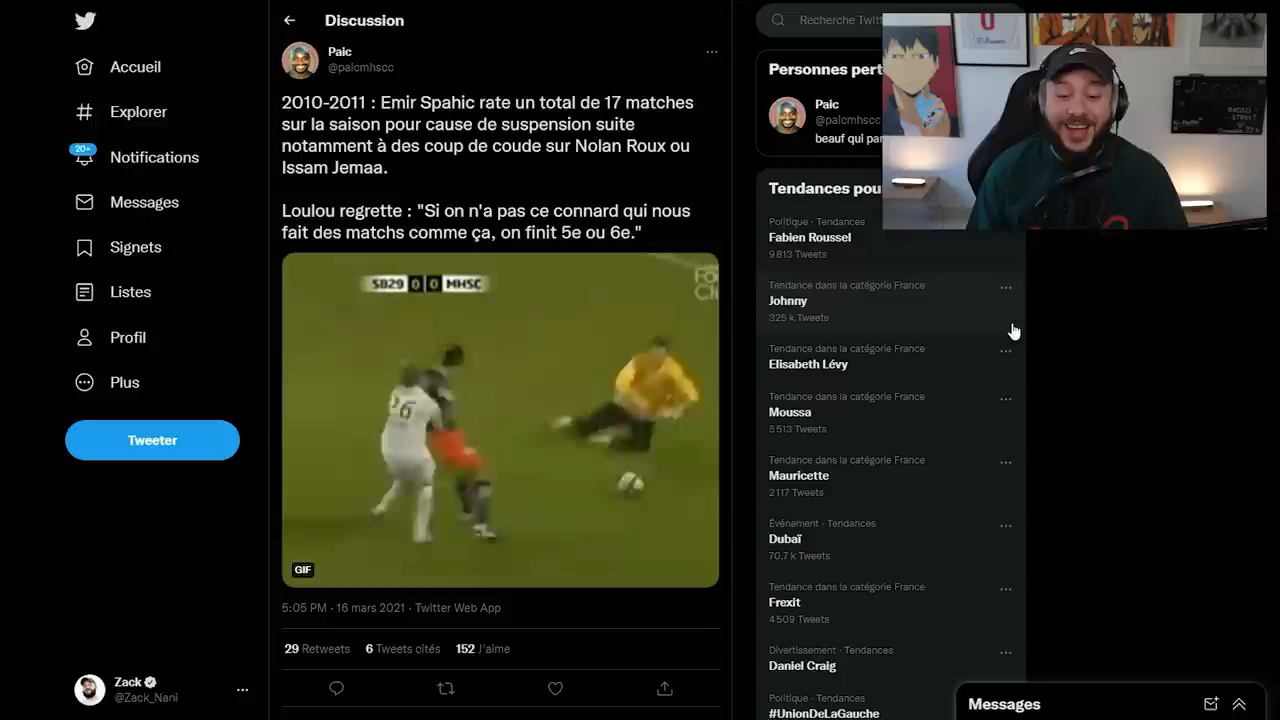 Discussion
Recherche Twitt
Accueil
Explorer
20+
Notifications
Messages
Signets
Listes
Profil
Plus
Tweeter
Zack
@Zack_Nani
Paic
@paicmhscc
2010-2011 : Emir Spahic rate un total de 17 matches
sur la saison pour cause de suspension suite
notamment à des coup de coude sur Nolan Roux ou
Issam Jemaa.
Loulou regrette : "Si on n'a pas ce connard qui nous
fait des matchs comme ça, on finit 5e ou 6e."
SB29 0 0 MHSC
GIF
5:05 PM · 16 mars 2021 · Twitter Web App
29 Retweets 6 Tweets cités 152 J'aime
Personnes pert
Paic
@paicmhscc
beauf qui par
Tendances pou
Politique · Tendances
Fabien Roussel
9 813 Tweets
Tendance dans la catégorie France
Johnny
325 k Tweets
Tendance dans la catégorie France
Elisabeth Lévy
Tendance dans la catégorie France
Moussa
5 513 Tweets
Tendance dans la catégorie France
Mauricette
2 117 Tweets
Événement · Tendances
Dubaï
70,7 k Tweets
Tendance dans la catégorie France
Frexit
4 509 Tweets
Divertissement · Tendances
Daniel Craig
Politique · Tendances
#UnionDeLaGauche
Messages